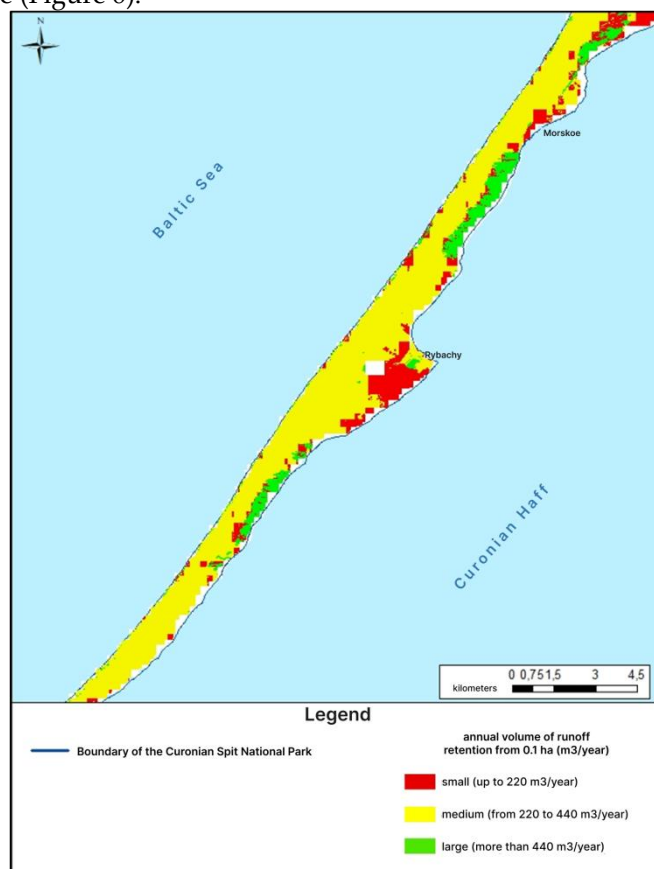 e (Figure 6).
N
Morskoe
Baltic Sea
Rybachy
Curonian Haff
0 0,75 1,5 3 4,5
kilometers
Legend
Boundary of the Curonian Spit National Park
annual volume of runoff
retention from 0.1 ha (m3/year)
small (up to 220 m3/year)
medium (from 220 to 440 m3/year)
large (more than 440 m3/year)